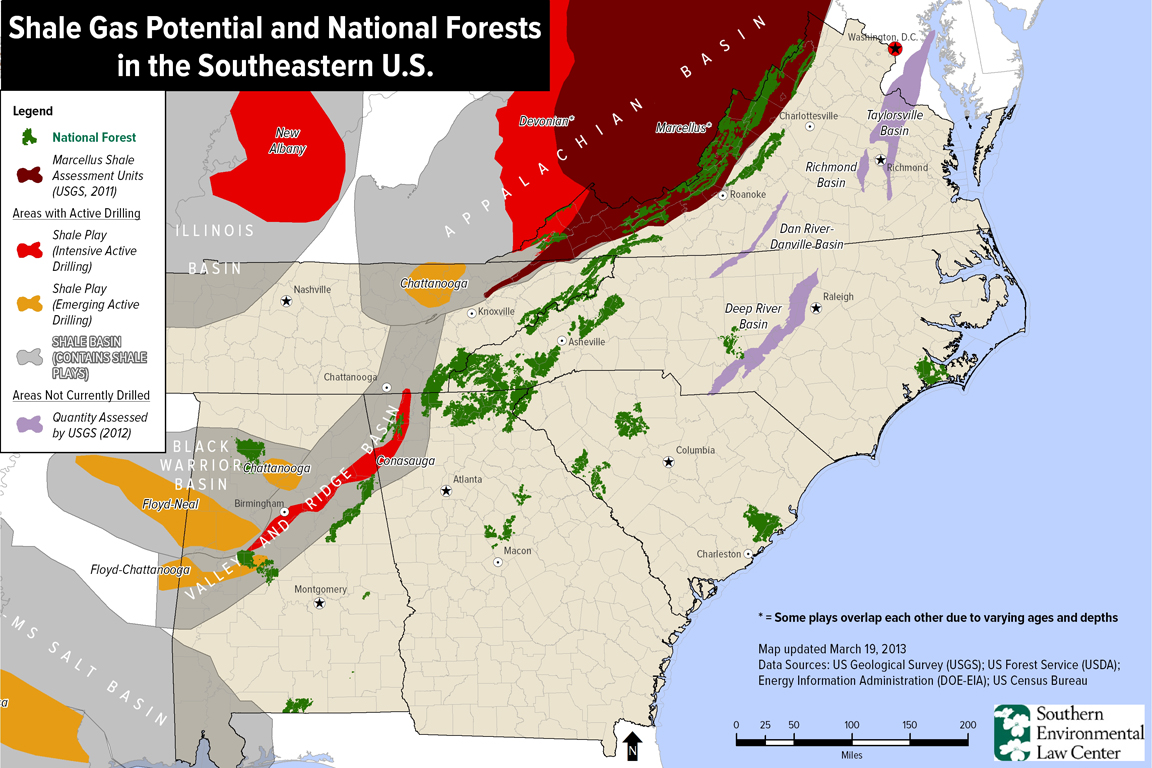 Shale Gas Potential and National Forests
in the Southeastern U.S.
Legend
National Forest
Marcellus Shale
Assessment Units
(USGS, 2011)
Areas with Active Drilling
Shale Play
(Intensive Active
Drilling)
Shale Play
(Emerging Active
Drilling)
SHALE BASIN
(CONTAINS SHALE
PLAYS)
Areas Not Currently Drilled
Quantity Assessed
by USGS (2012)
New
Albany
ILLINOIS
BASIN
APPALACHIAN BASIN
Devonian*
Marcellus*
Washington, D.C.
Charlottesville
Taylorsville
Basin
Richmond
Basin
Richmond
Roanoke
Dan River-
Danville Basin
Deep River
Basin
Raleigh
Nashville
Chattanooga
Knoxville
Asheville
Chattanooga
BLACK
WARRIOR
BASIN
Chattanooga
Floyd-Neal
Birmingham
Conasauga
VALLEY AND RIDGE BASIN
Floyd-Chattanooga
Atlanta
Columbia
Macon
Charleston
Montgomery
MS SALT BASIN
a
* = Some plays overlap each other due to varying ages and depths
Map updated March 19, 2013
Data Sources: US Geological Survey (USGS); US Forest Service (USDA);
Energy Information Administration (DOE-EIA); US Census Bureau
0 25 50 100 150 200
Miles
N
Southern
Environmental
Law Center